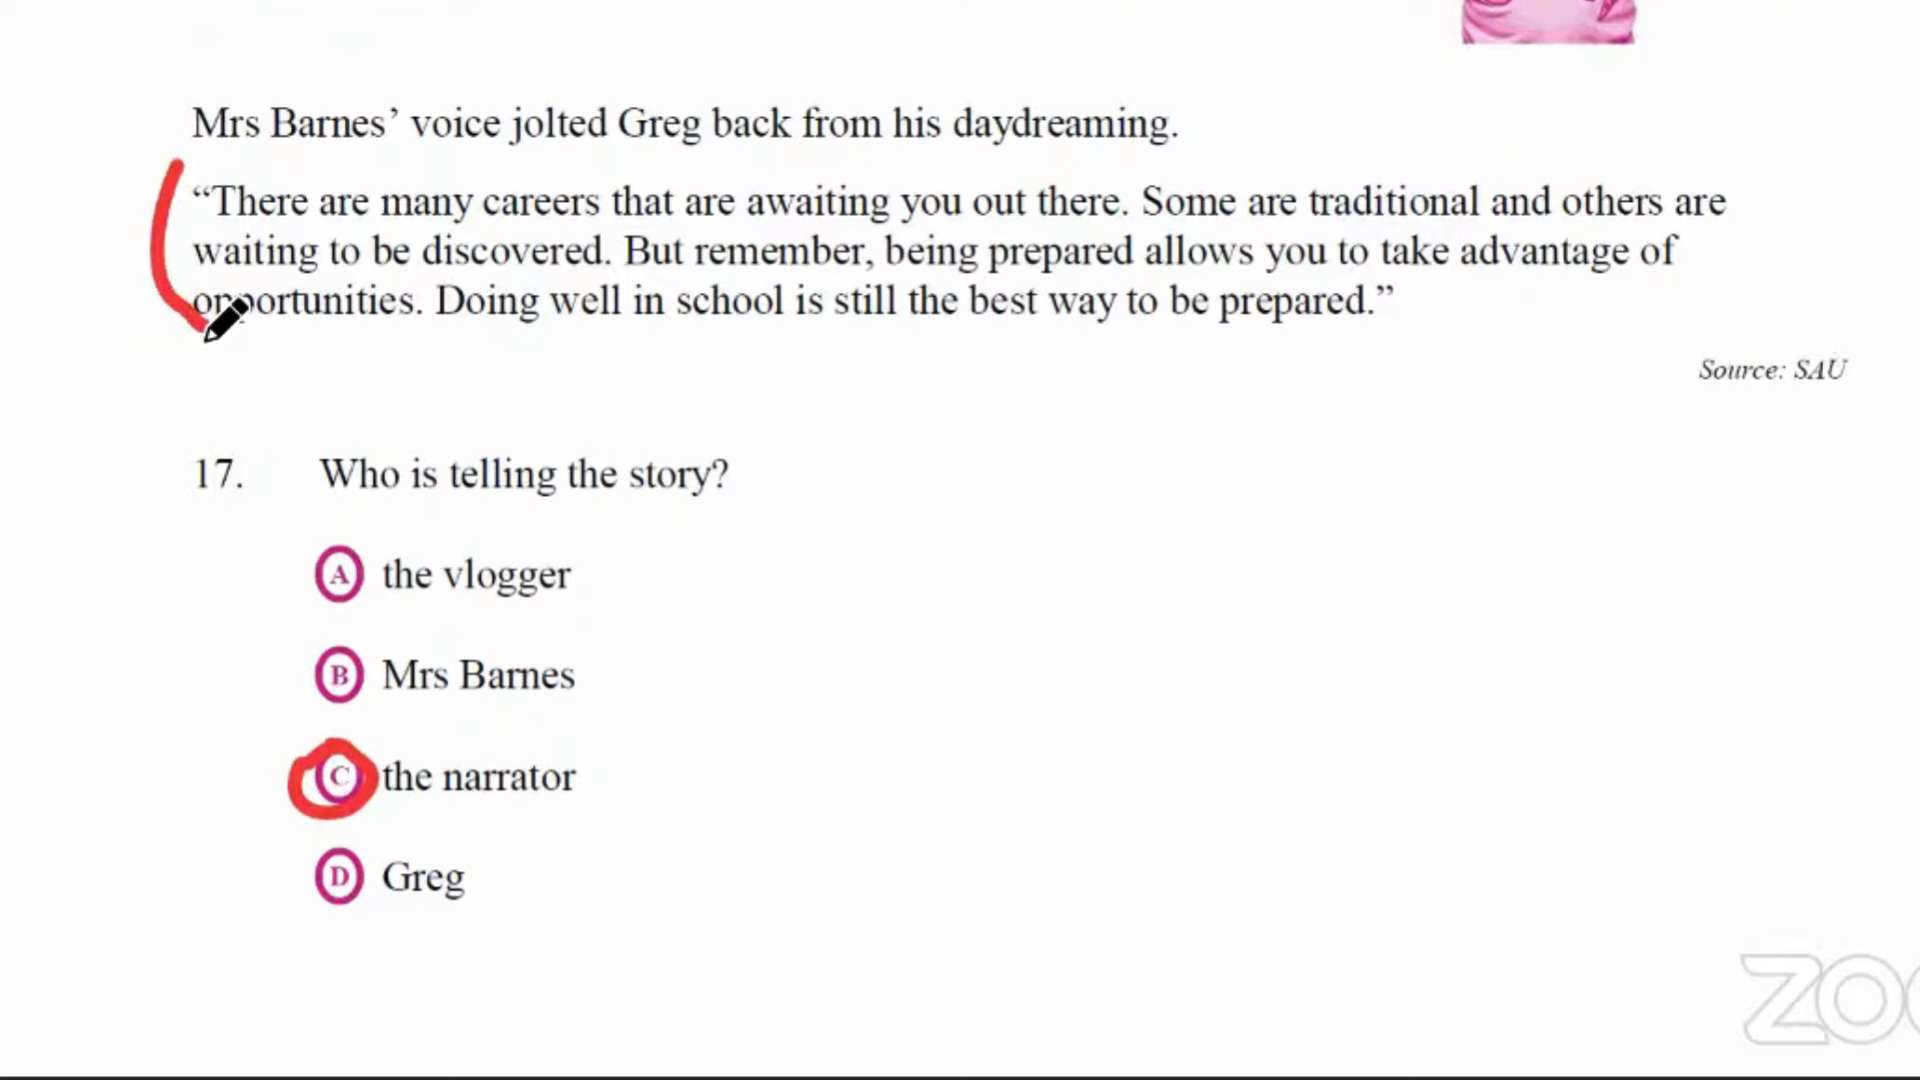 Mrs Barnes’ voice jolted Greg back from his daydreaming.
“There are many careers that are awaiting you out there. Some are traditional and others are
waiting to be discovered. But remember, being prepared allows you to take advantage of
opportunities. Doing well in school is still the best way to be prepared.”
Source: SAU
17. Who is telling the story?
A the vlogger
B Mrs Barnes
C the narrator
D Greg